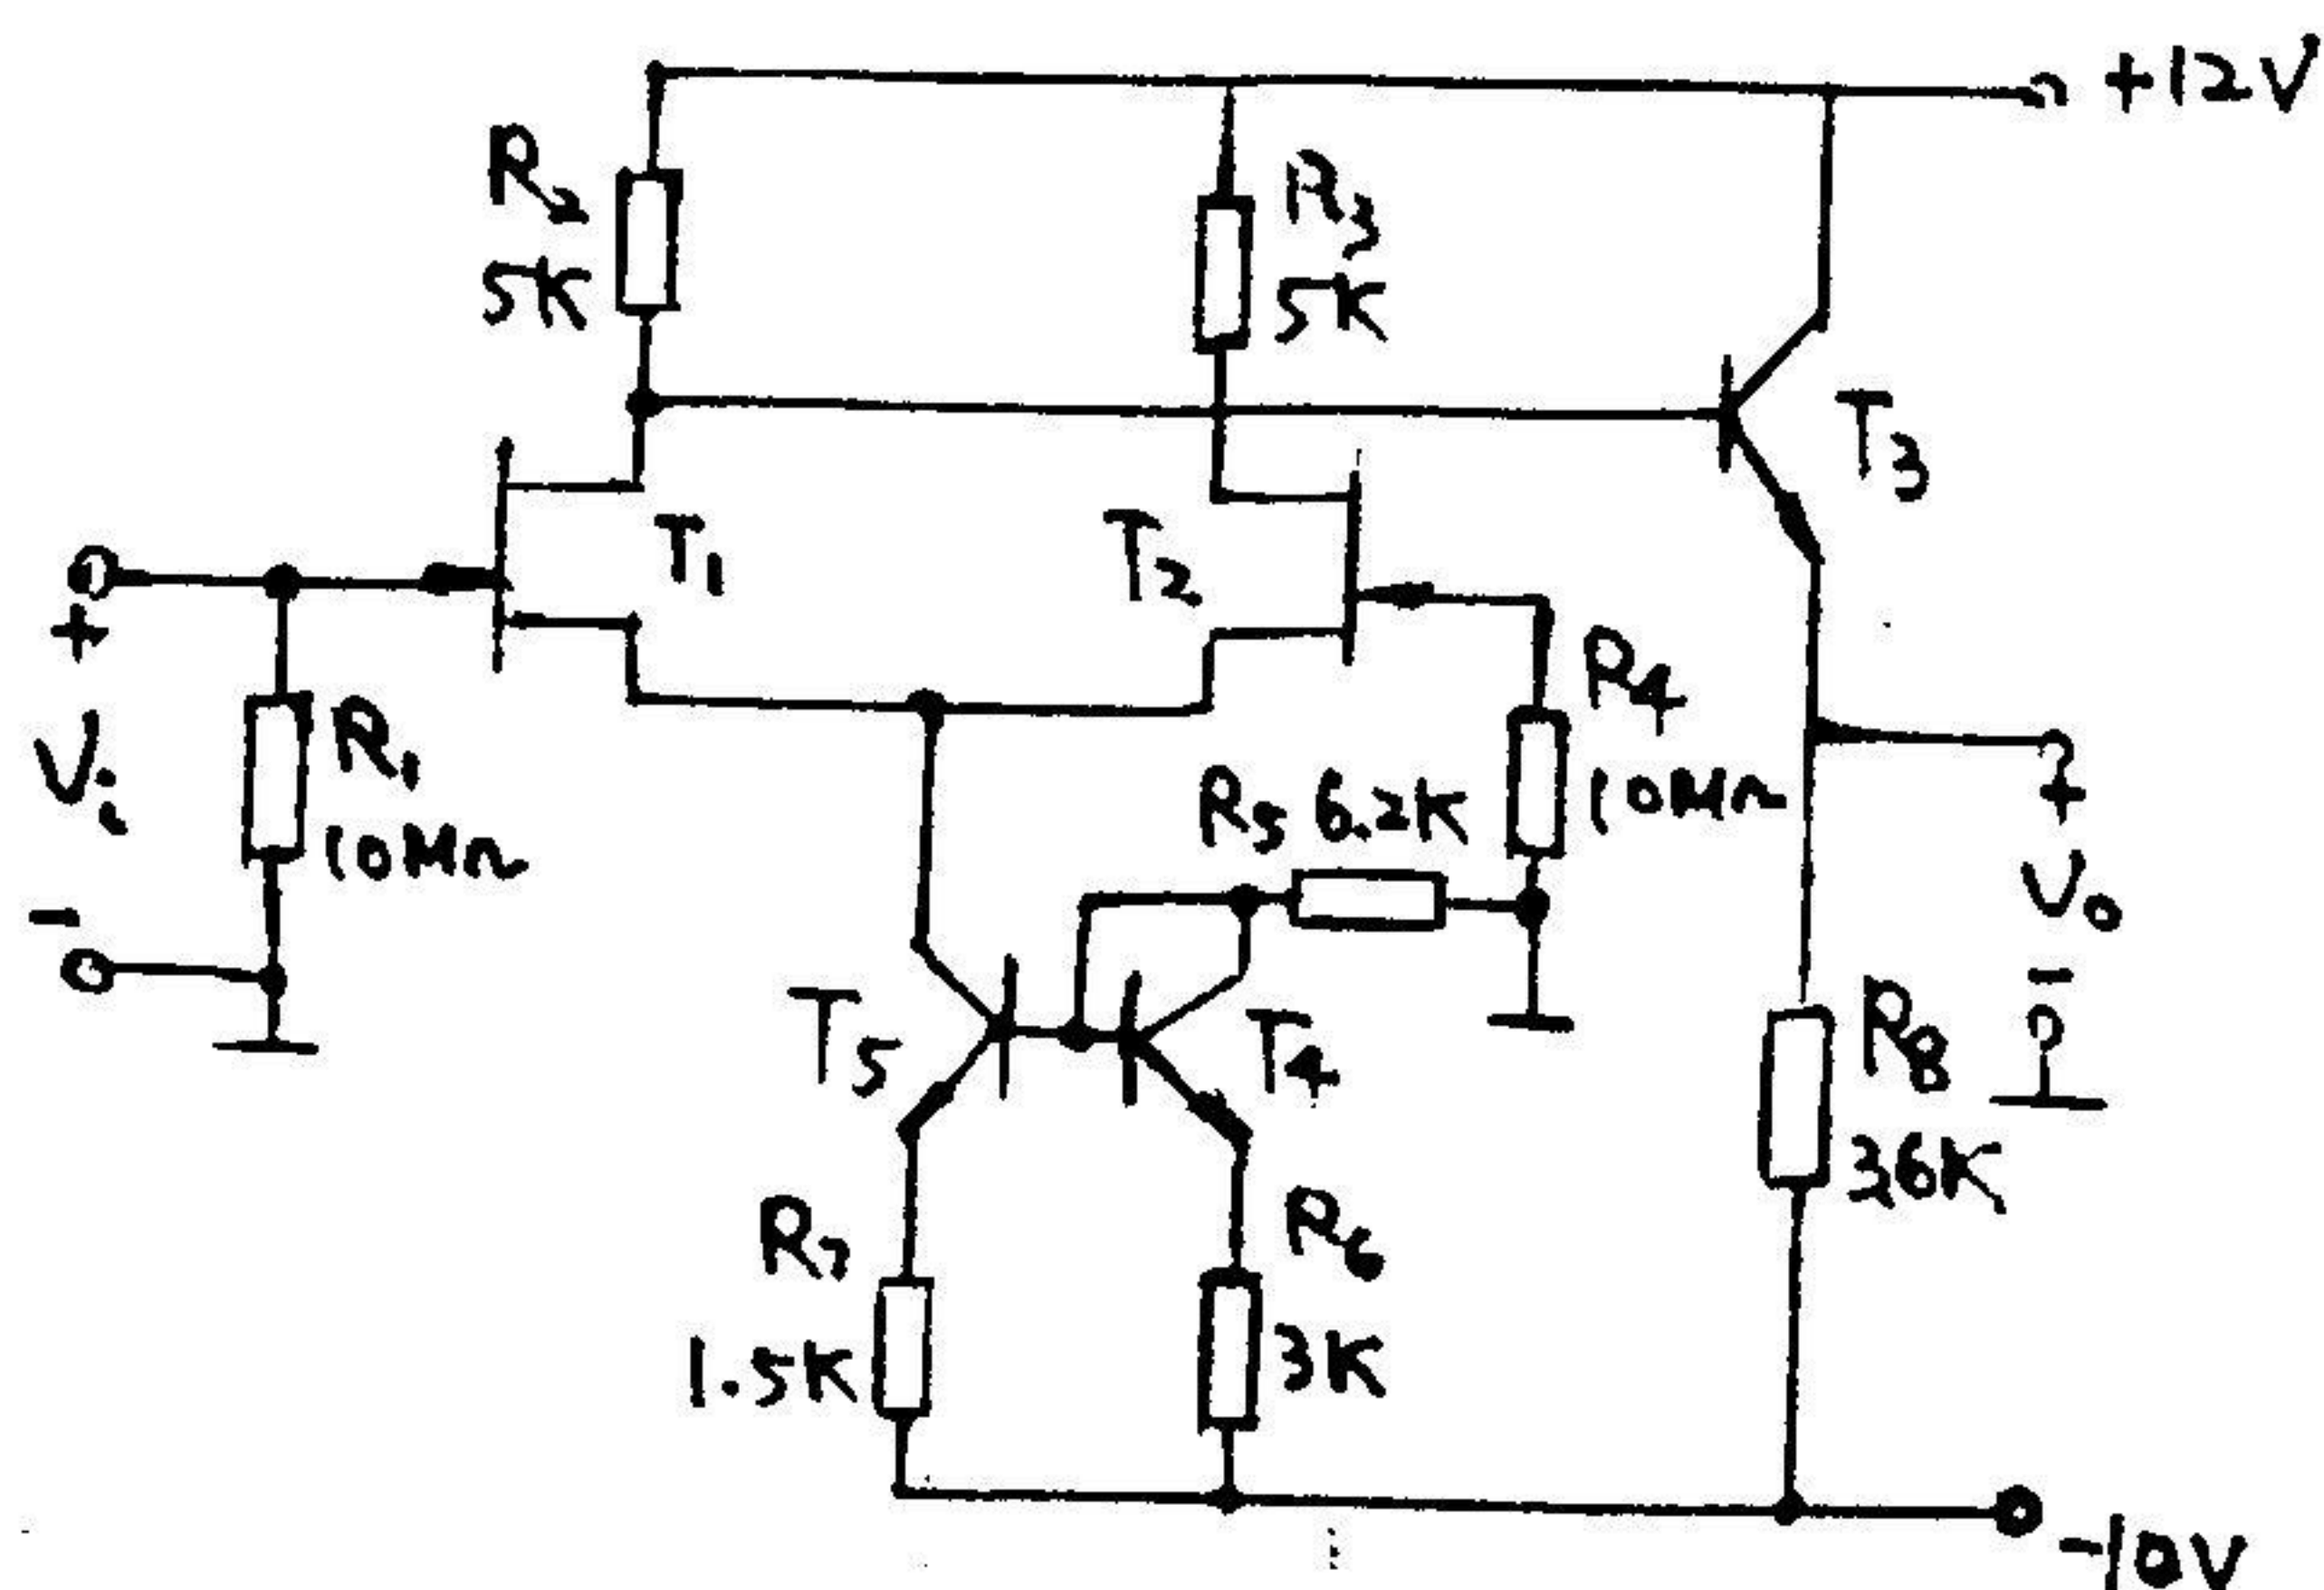 +12V
R2
5K
R3
5K
T3
T1
T2
+
Vi
-
R1
10MΩ
R4
10MΩ
R5 6.2K
+
Vo
-
T5
T4
R8
36K
R7
1.5K
R6
3K
-10V